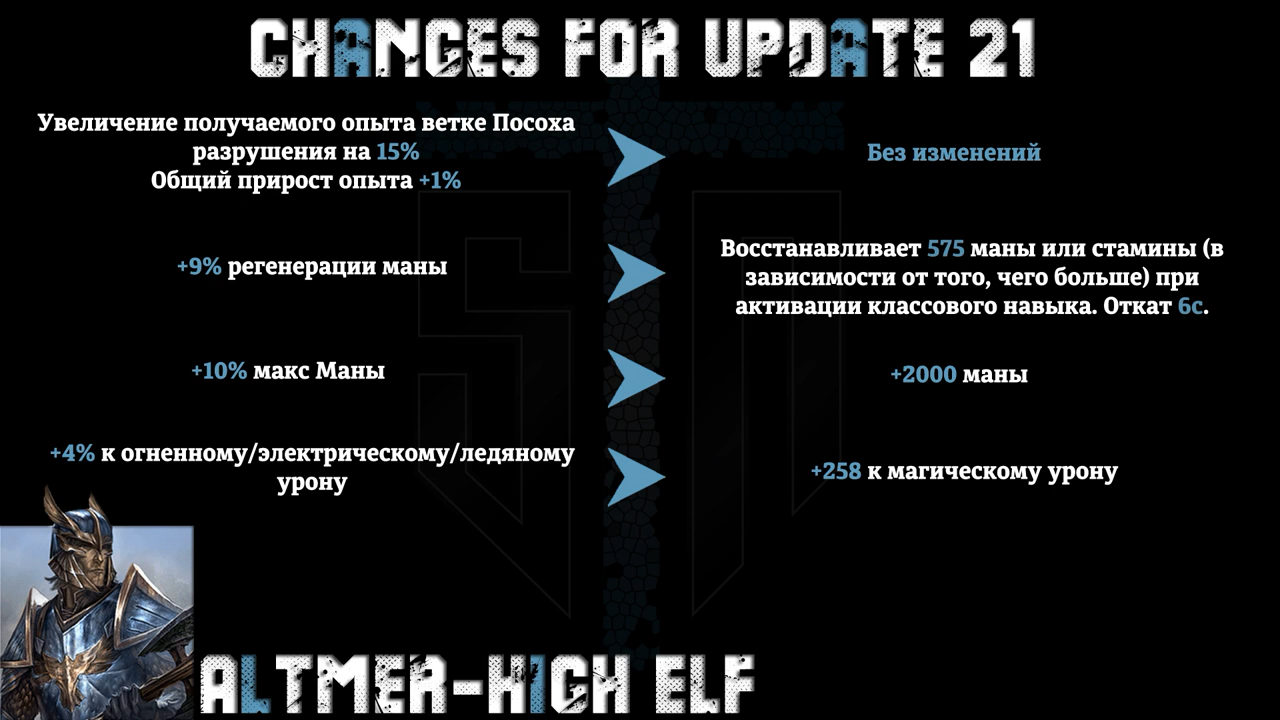 CHANGES FOR UPDATE 21
Увеличение получаемого опыта ветке Посоха
разрушения на 15%
Общий прирост опыта +1%
Без изменений
+9% регенерации маны
Восстанавливает 575 маны или стамины (в
зависимости от того, чего больше) при
активации классового навыка. Откат 6с.
+10% макс Маны
+2000 маны
+4% к огненному/электрическому/ледяному
урону
+258 к магическому урону
ALTMER-HIGH ELF